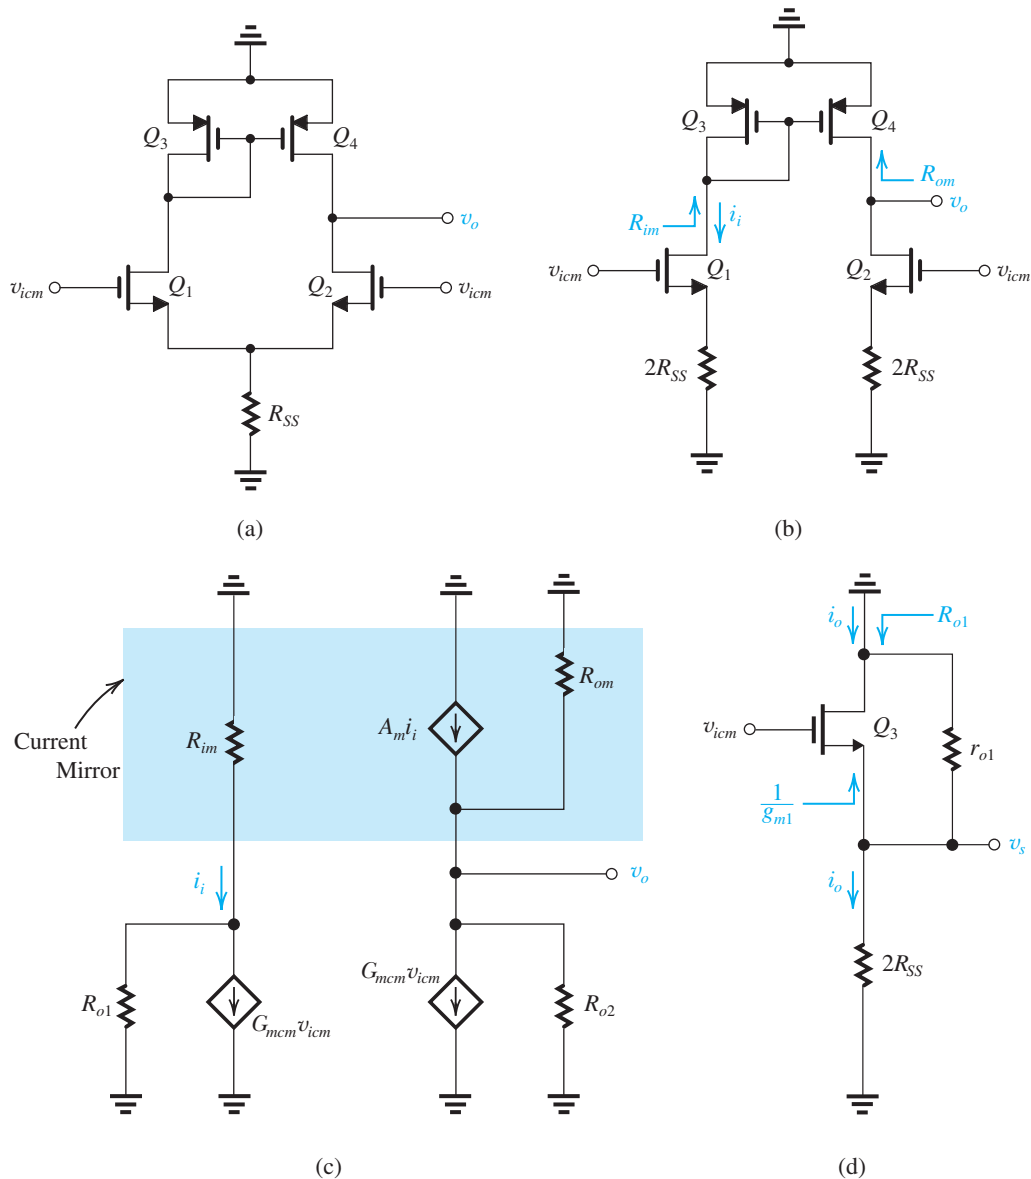 Q3
Q4
vo
vicm
Q1
Q2
vicm
RSS
(a)
Q3
Q4
Rom
Rim
ii
vo
vicm
Q1
Q2
vicm
2RSS
2RSS
(b)
Current
Mirror
Rim
Amii
Rom
ii
vo
Ro1
Gmcmvicm
Gmcmvicm
Ro2
(c)
io
Ro1
vicm
Q3
ro1
1
gm1
vs
io
2RSS
(d)